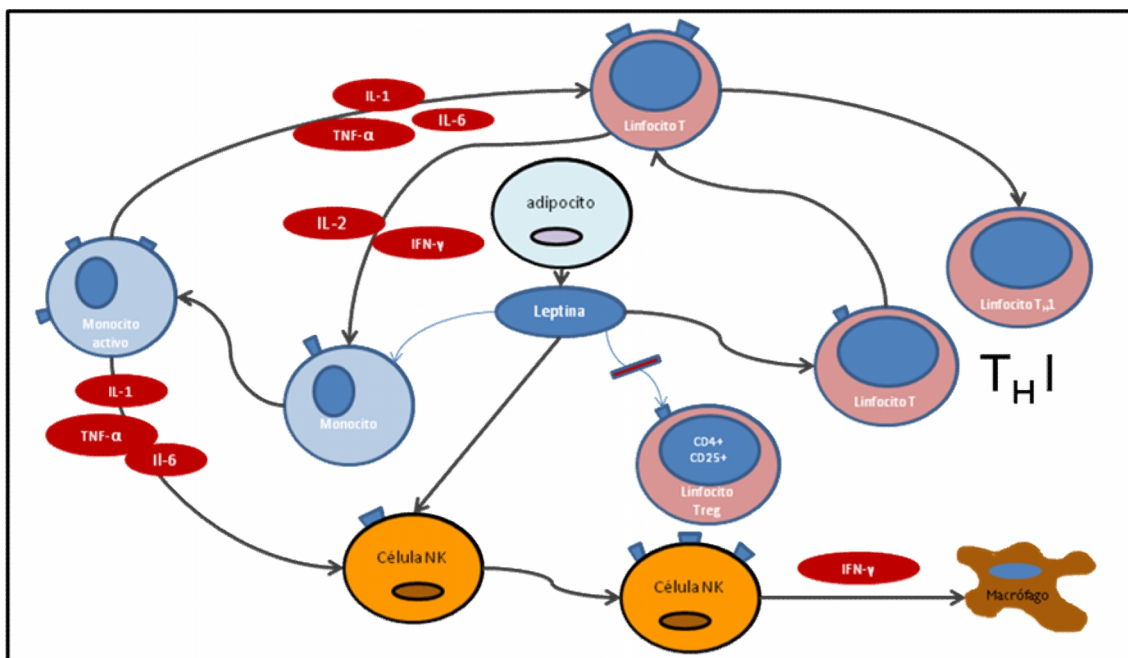 IL-1
IL-6
TNF-α
Linfocito T
adipocito
IL-2
IFN-γ
Linfocito TH1
Monocito
activo
Leptina
Linfocito T
TH I
IL-1
TNF-α
Il-6
Monocito
CD4+
CD25+
Linfocito
Treg
Célula NK
Célula NK
IFN-γ
Macrófago